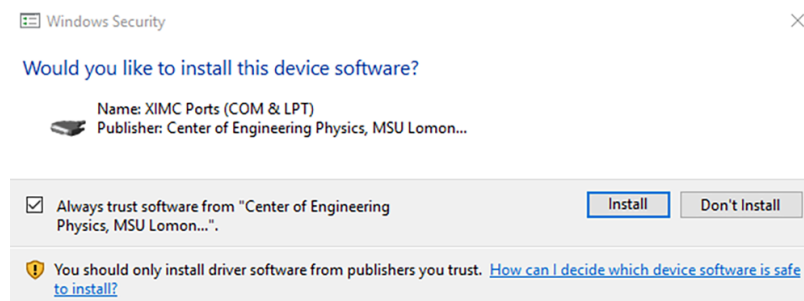 Windows Security
Would you like to install this device software?
Name: XIMC Ports (COM & LPT)
Publisher: Center of Engineering Physics, MSU Lomon...
Always trust software from "Center of Engineering
Physics, MSU Lomon...".
Install
Don't Install
You should only install driver software from publishers you trust. How can I decide which device software is safe
to install?